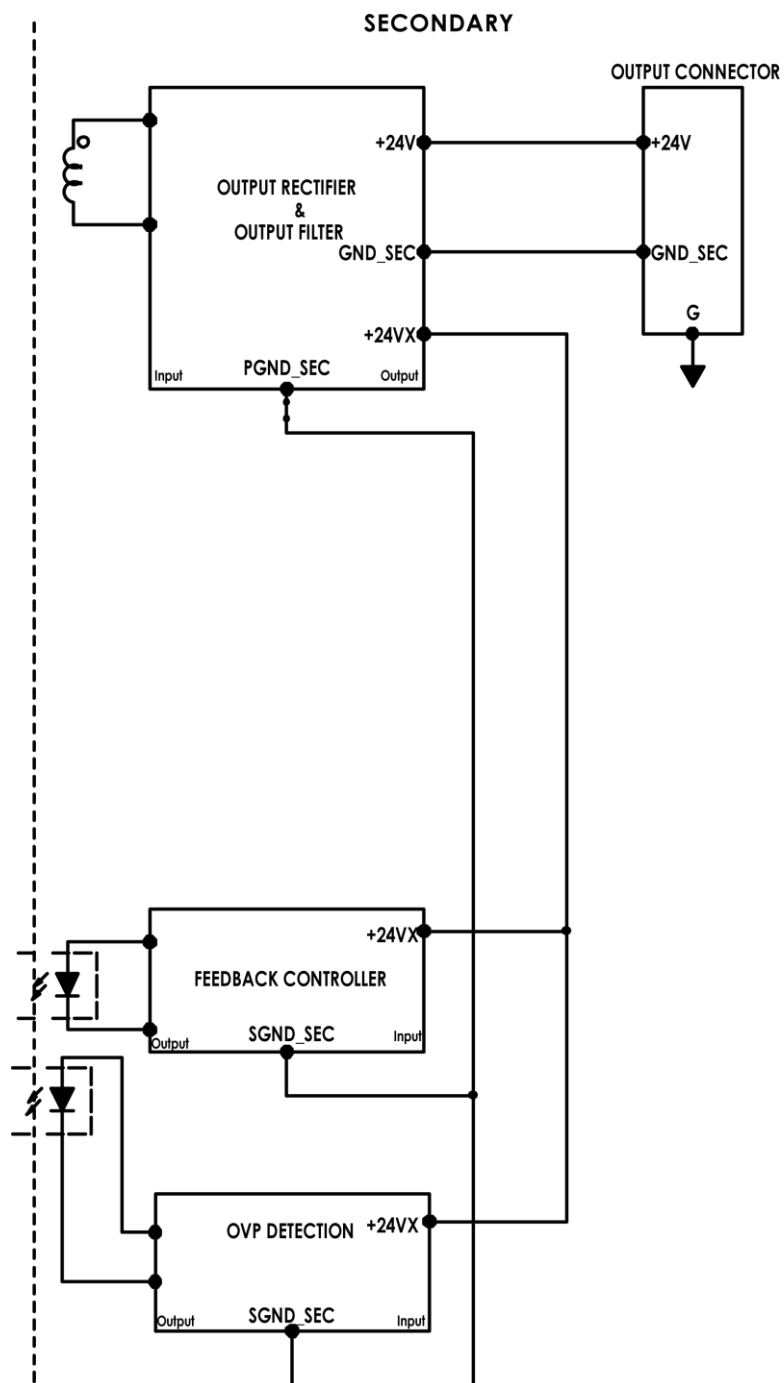 SECONDARY
OUTPUT CONNECTOR
+24V
+24V
OUTPUT RECTIFIER
&
OUTPUT FILTER
GND_SEC
GND_SEC
G
+24VX
PGND_SEC
Input
Output
+24VX
FEEDBACK CONTROLLER
SGND_SEC
Output
Input
OVP DETECTION
+24VX
SGND_SEC
Output
Input